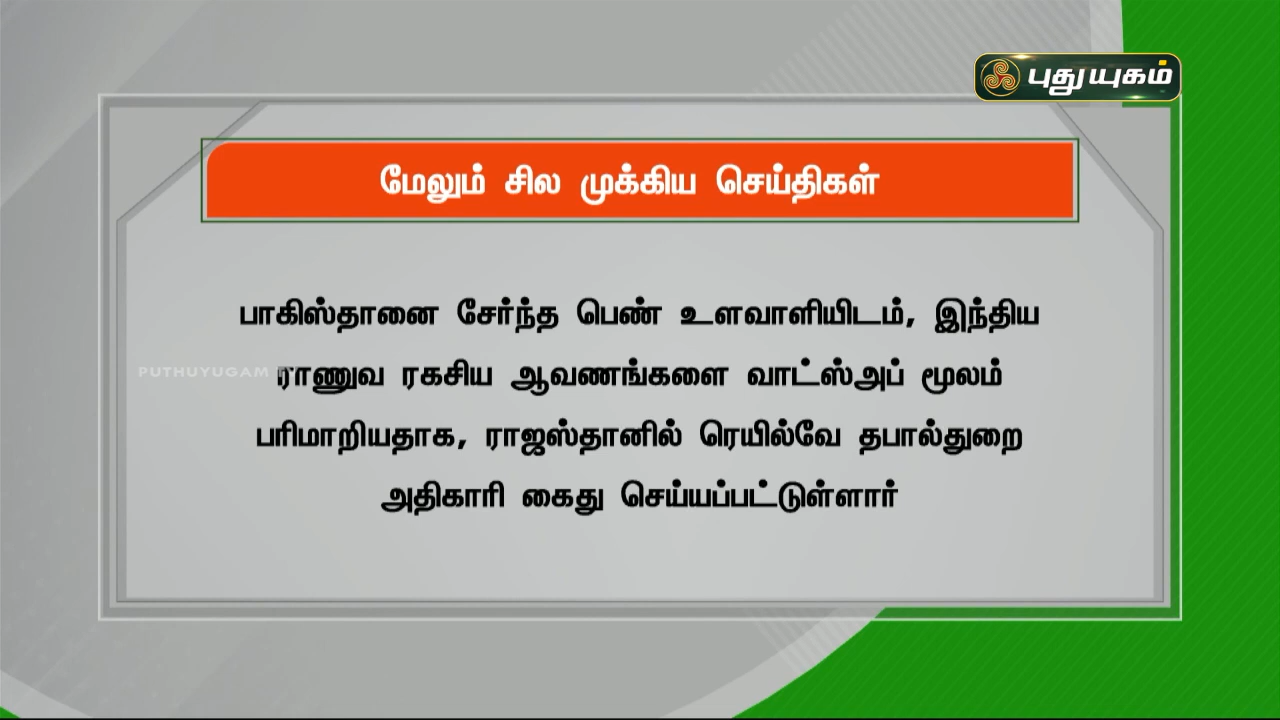 புதுயுகம்
மேலும் சில முக்கிய செய்திகள்
பாகிஸ்தானை சேர்ந்த பெண் உளவாளியிடம், இந்திய
PUTHUYUGAM
ராணுவ ரகசிய ஆவணங்களை வாட்ஸ்அப் மூலம்
பரிமாறியதாக, ராஜஸ்தானில் ரெயில்வே தபால்துறை
அதிகாரி கைது செய்யப்பட்டுள்ளார்